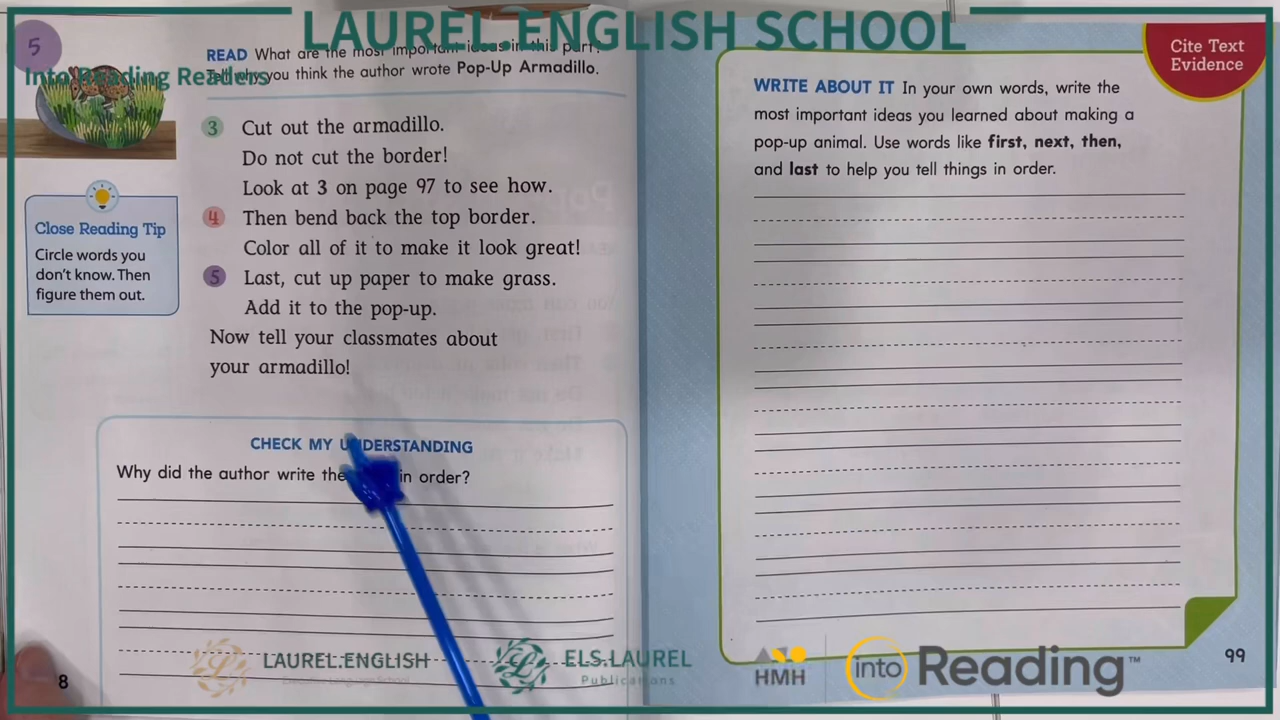 LAUREL.ENGLISH SCHOOL
Into Reading Readers
5
READ What are the most important ideas in this part?
Tell why you think the author wrote Pop-Up Armadillo.
3 Cut out the armadillo.
Do not cut the border!
Look at 3 on page 97 to see how.
4 Then bend back the top border.
Color all of it to make it look great!
5 Last, cut up paper to make grass.
Add it to the pop-up.
Now tell your classmates about
your armadillo!
Close Reading Tip
Circle words you
don't know. Then
figure them out.
CHECK MY UNDERSTANDING
Why did the author write the in order?
8
Cite Text
Evidence
WRITE ABOUT IT In your own words, write the
most important ideas you learned about making a
pop-up animal. Use words like first, next, then,
and last to help you tell things in order.
99
LAUREL.ENGLISH
ELS.LAUREL
Publications
HMH
into Reading™